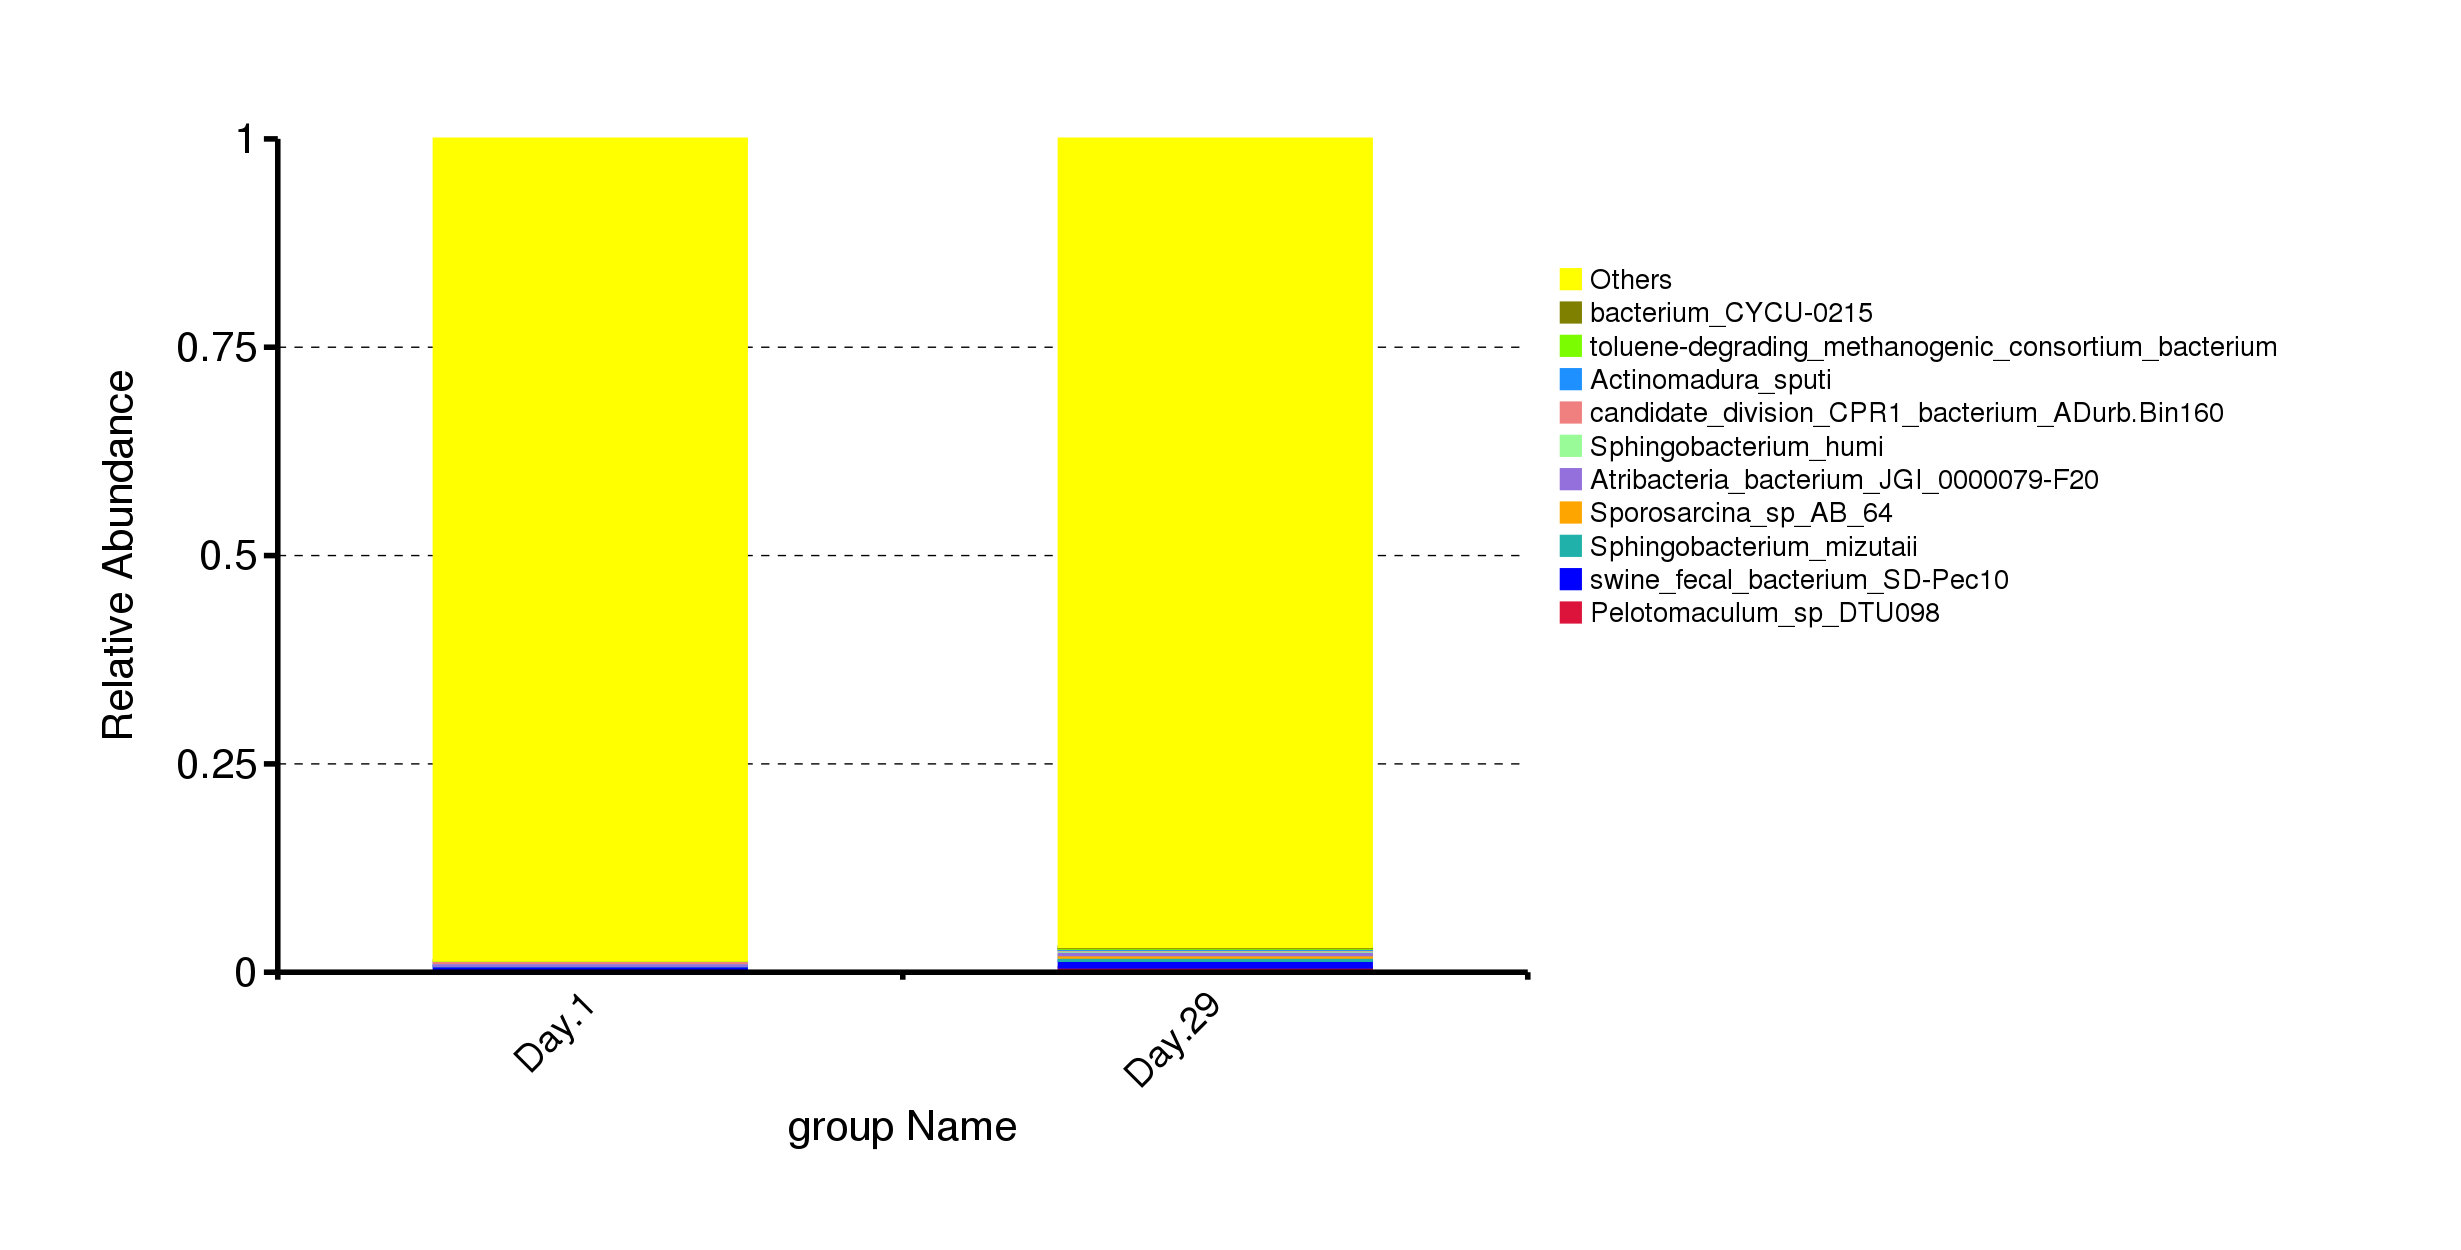 1
0.75
0.5
0.25
0
Relative Abundance
Day.1
Day.29
group Name
Others
bacterium_CYCU-0215
toluene-degrading_methanogenic_consortium_bacterium
Actinomadura_sputi
candidate_division_CPR1_bacterium_ADurb.Bin160
Sphingobacterium_humi
Atribacteria_bacterium_JGI_0000079-F20
Sporosarcina_sp_AB_64
Sphingobacterium_mizutaii
swine_fecal_bacterium_SD-Pec10
Pelotomaculum_sp_DTU098